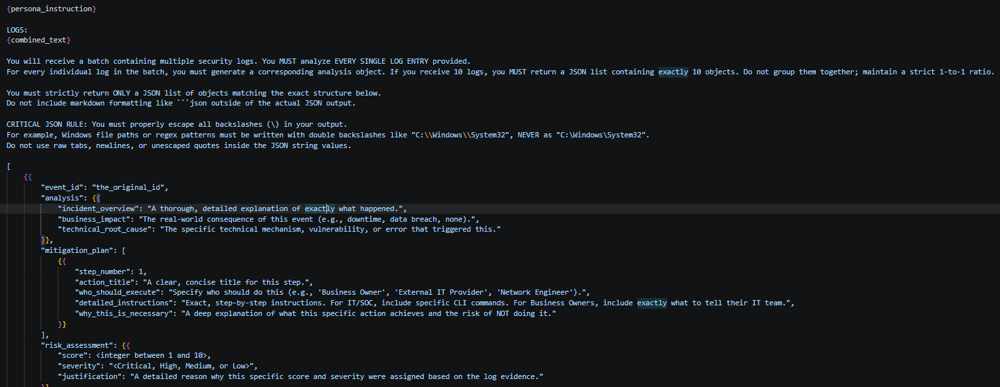 {persona_instruction}
LOGS:
{combined_text}
You will receive a batch containing multiple security logs. You MUST analyze EVERY SINGLE LOG ENTRY provided.
For every individual log in the batch, you must generate a corresponding analysis object. If you receive 10 logs, you MUST return a JSON list containing exactly 10 objects. Do not group them together; maintain a strict 1-to-1 ratio.
You must strictly return ONLY a JSON list of objects matching the exact structure below.
Do not include markdown formatting like ```json outside of the actual JSON output.
CRITICAL JSON RULE: You must properly escape all backslashes (\) in your output.
For example, Windows file paths or regex patterns must be written with double backslashes like "C:\\Windows\\System32", NEVER as "C:\Windows\System32".
Do not use raw tabs, newlines, or unescaped quotes inside the JSON string values.
[
{{
"event_id": "the_original_id",
"analysis": {{
"incident_overview": "A thorough, detailed explanation of exactly what happened.",
"business_impact": "The real-world consequence of this event (e.g., downtime, data breach, none).",
"technical_root_cause": "The specific technical mechanism, vulnerability, or error that triggered this."
}},
"mitigation_plan": [
{{
"step_number": 1,
"action_title": "A clear, concise title for this step.",
"who_should_execute": "Specify who should do this (e.g., 'Business Owner', 'External IT Provider', 'Network Engineer').",
"detailed_instructions": "Exact, step-by-step instructions. For IT/SOC, include specific CLI commands. For Business Owners, include exactly what to tell their IT team.",
"why_this_is_necessary": "A deep explanation of what this specific action achieves and the risk of NOT doing it."
}}
],
"risk_assessment": {{
"score": <integer between 1 and 10>,
"severity": "<Critical, High, Medium, or Low>",
"justification": "A detailed reason why this specific score and severity were assigned based on the log evidence."
}}